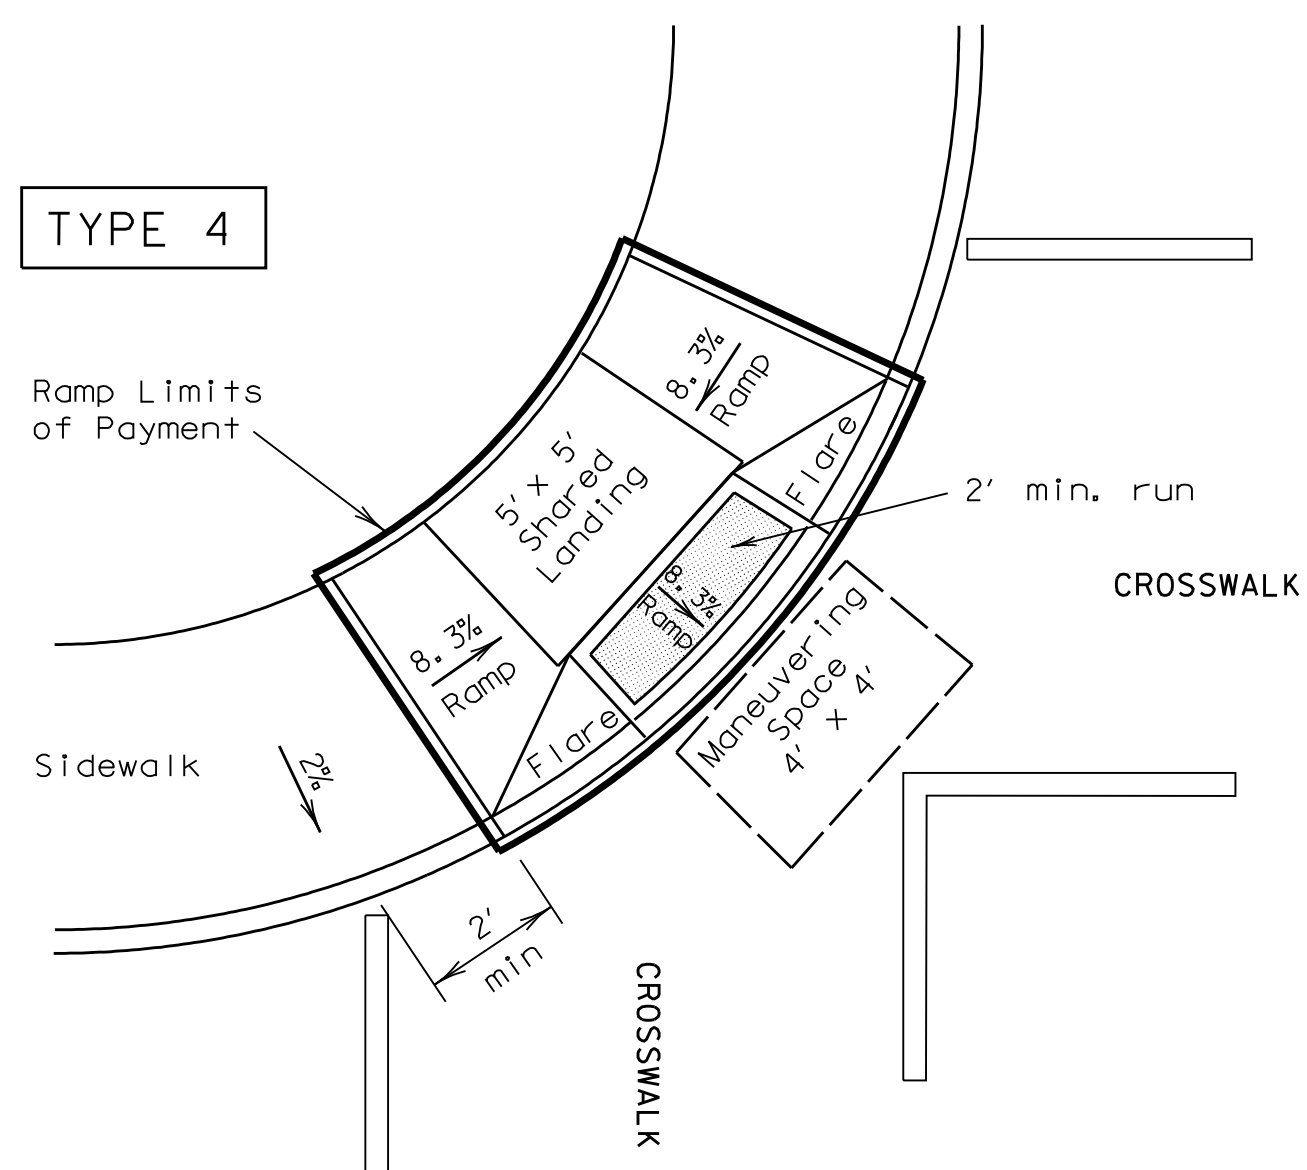 TYPE 4
8.3%
Ramp
Ramp Limits
of Payment
Flare
5' x 5'
Shared
Landing
2' min. run
8.3%
Ramp
CROSSWALK
8.3%
Ramp
Maneuvering
Space
4' x 4'
Flare
Sidewalk
2%
2'
min
CROSSWALK